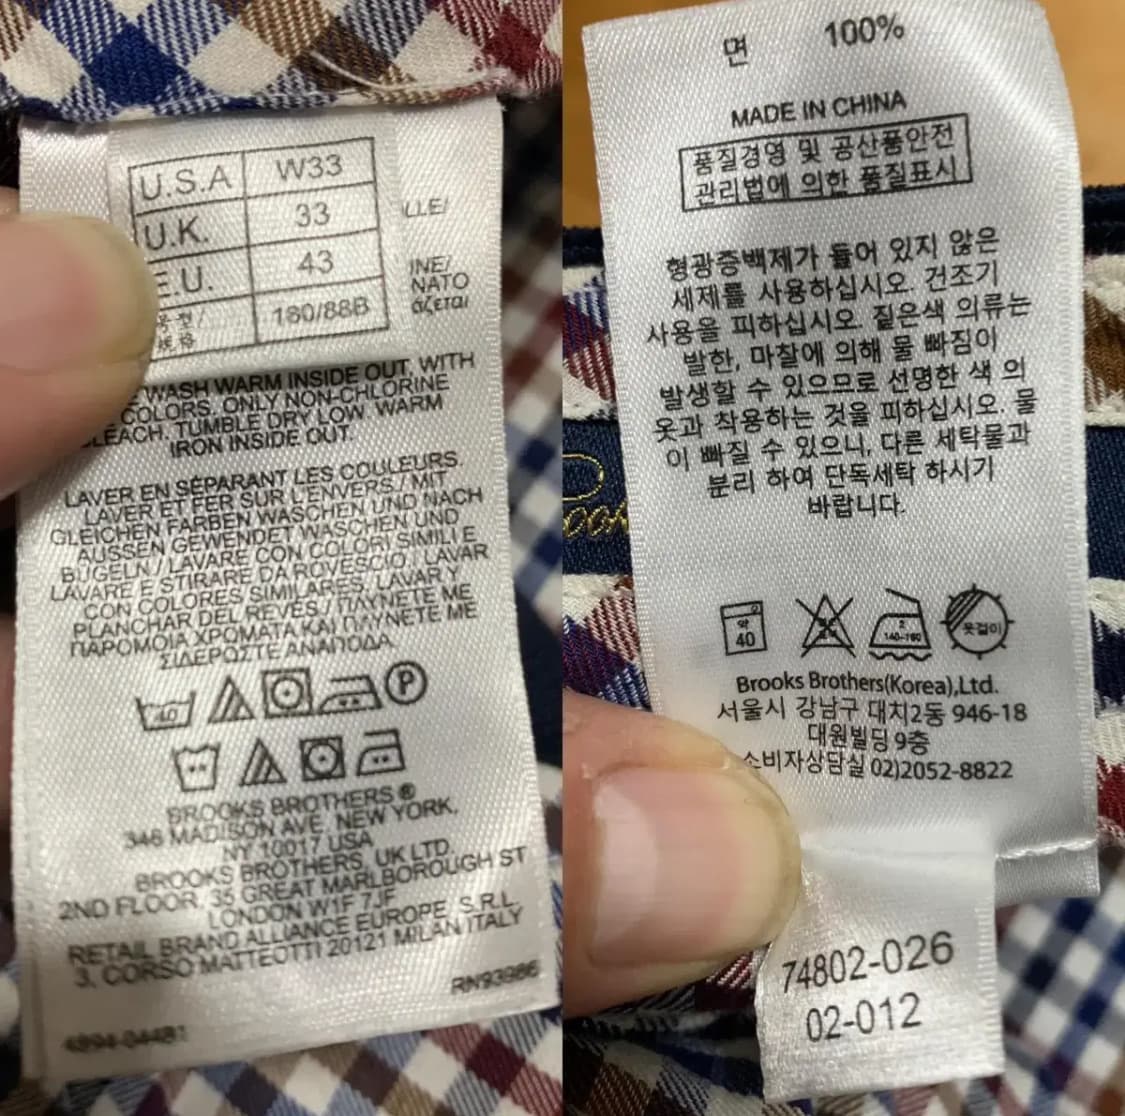 U.S.A W33
U.K. 33
E.U. 43
180/88B
LLE/
INE/
NATO
άζεται
WASH WARM INSIDE OUT, WITH
COLORS. ONLY NON-CHLORINE
BLEACH. TUMBLE DRY LOW. WARM
IRON INSIDE OUT.
LAVER EN SÉPARANT LES COULEURS.
LAVER ET FER SUR L'ENVERS / MIT
GLEICHEN FARBEN WASCHEN UND NACH
AUSSEN GEWENDET WASCHEN UND
BÜGELN / LAVARE CON COLORI SIMILI E
LAVARE E STIRARE DA ROVESCIO / LAVAR
CON COLORES SIMILARES. LAVAR Y
PLANCHAR DEL REVÉS / ΠΛΥΝΕΤΕ ΜΕ
ΠΑΡΟΜΟΙΑ ΧΡΩΜΑΤΑ ΚΑΙ ΠΛΥΝΕΤΕ ΜΕ
ΣΙΔΕΡΩΣΤΕ ΑΝΑΠΟΔΑ.
40 P
BROOKS BROTHERS ®
346 MADISON AVE, NEW YORK,
NY 10017 USA
BROOKS BROTHERS, UK LTD.
2ND FLOOR, 35 GREAT MARLBOROUGH ST
LONDON W1F 7JF
RETAIL BRAND ALLIANCE EUROPE, S.R.L.
3, CORSO MATTEOTTI 20121 MILAN ITALY
RN93986
4894-04481
면 100%
MADE IN CHINA
품질경영 및 공산품안전
관리법에 의한 품질표시
형광증백제가 들어 있지 않은
세제를 사용하십시오. 건조기
사용을 피하십시오. 짙은색 의류는
발한, 마찰에 의해 물 빠짐이
발생할 수 있으므로 선명한 색 의
옷과 착용하는 것을 피하십시오. 물
이 빠질 수 있으니, 다른 세탁물과
분리 하여 단독세탁 하시기
바랍니다.
약 40 2 140~160 옷걸이
Brooks Brothers(Korea),Ltd.
서울시 강남구 대치2동 946-18
대원빌딩 9층
소비자상담실 02)2052-8822
74802-026
02-012